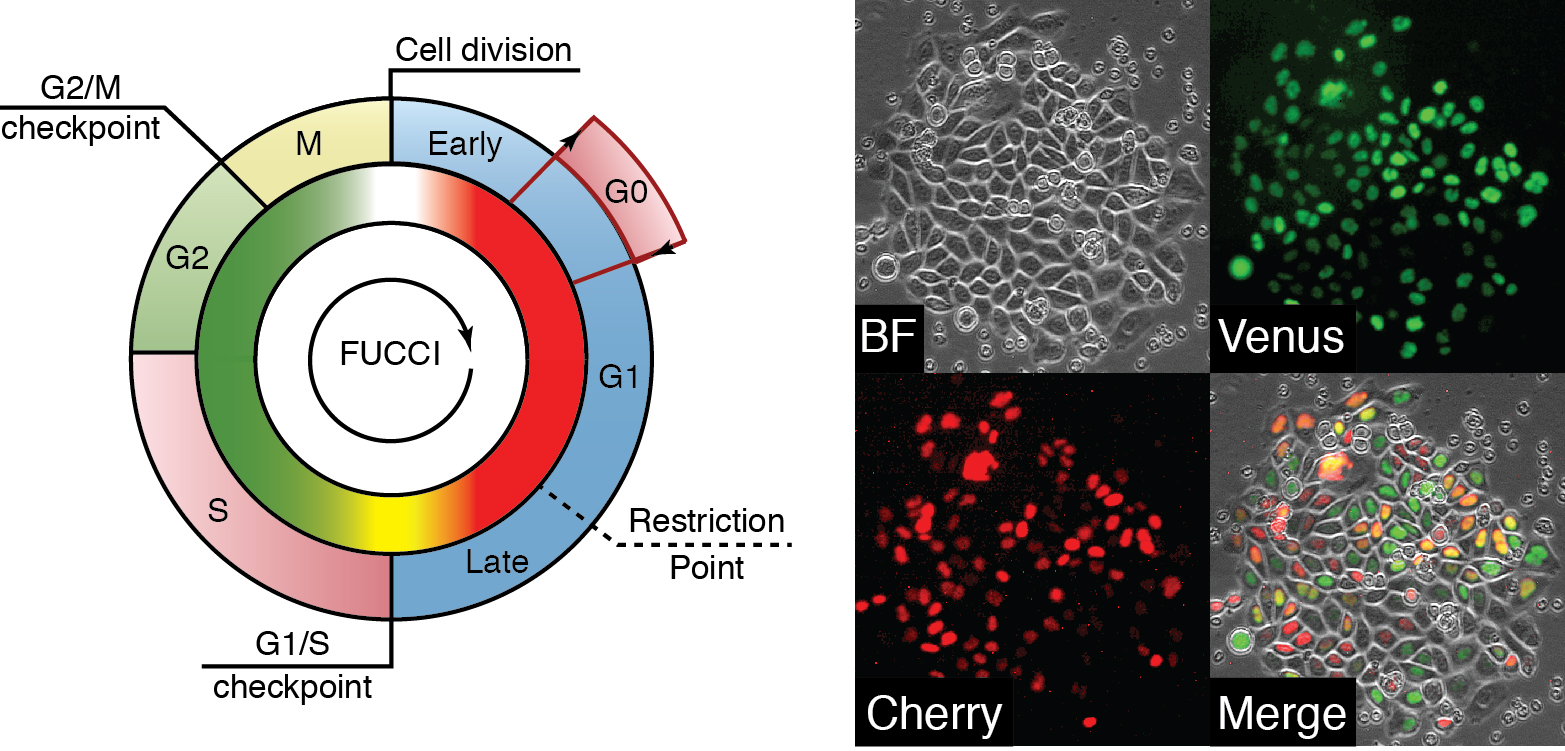 Cell division
G2/M
checkpoint
M
Early
G0
G2
FUCCI
G1
S
Restriction
Point
Late
G1/S
checkpoint
BF
Venus
Cherry
Merge